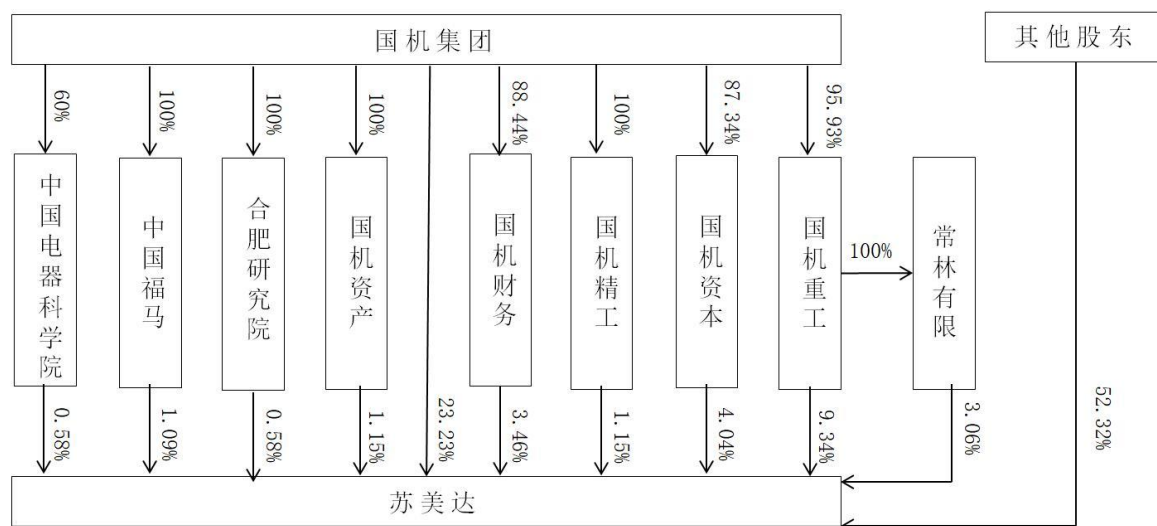 国机集团
其他股东
60%
100%
100%
100%
88.44%
100%
87.34%
95.93%
中国电器科学院
中国福马
合肥研究院
国机资产
国机财务
国机精工
国机资本
国机重工
100%
常林有限
0.58%
1.09%
0.58%
1.15%
23.23%
3.46%
1.15%
4.04%
9.34%
3.06%
52.32%
苏美达